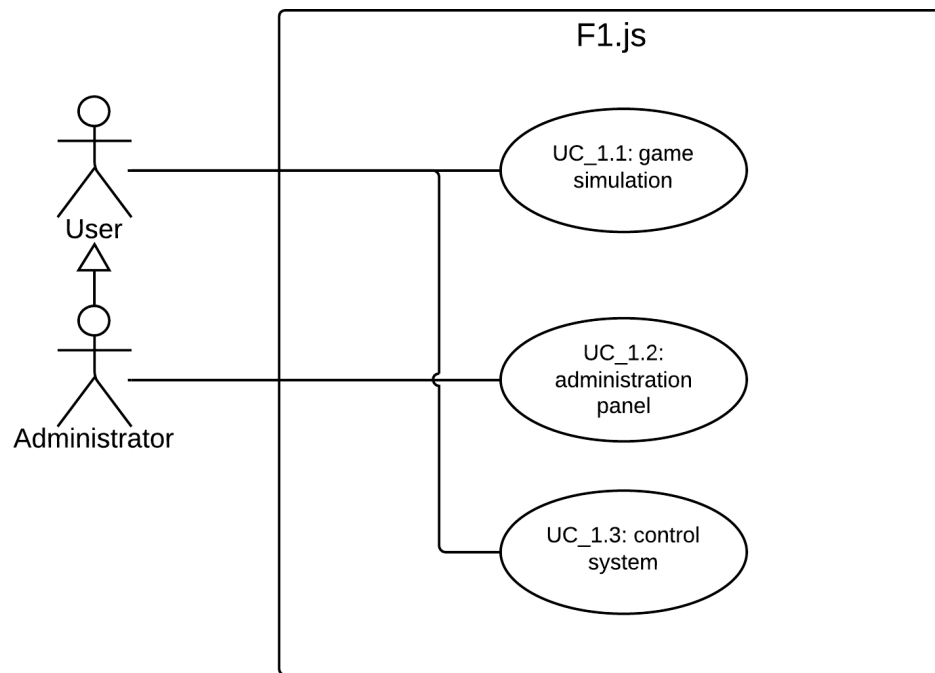 F1.js
UC_1.1: game
simulation
User
UC_1.2:
administration
panel
Administrator
UC_1.3: control
system